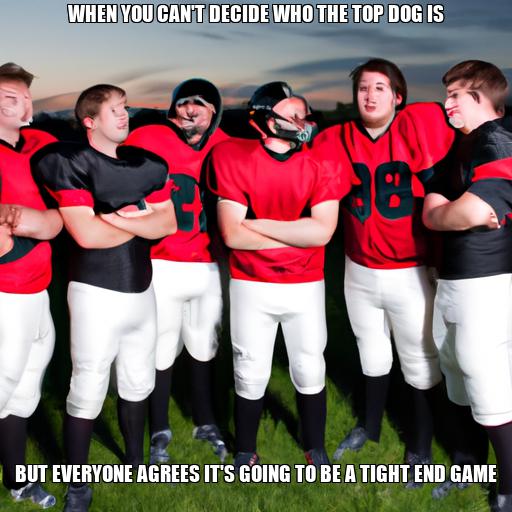 WHEN YOU CAN'T DECIDE WHO THE TOP DOG IS
38
BUT EVERYONE AGREES IT'S GOING TO BE A TIGHT END GAME